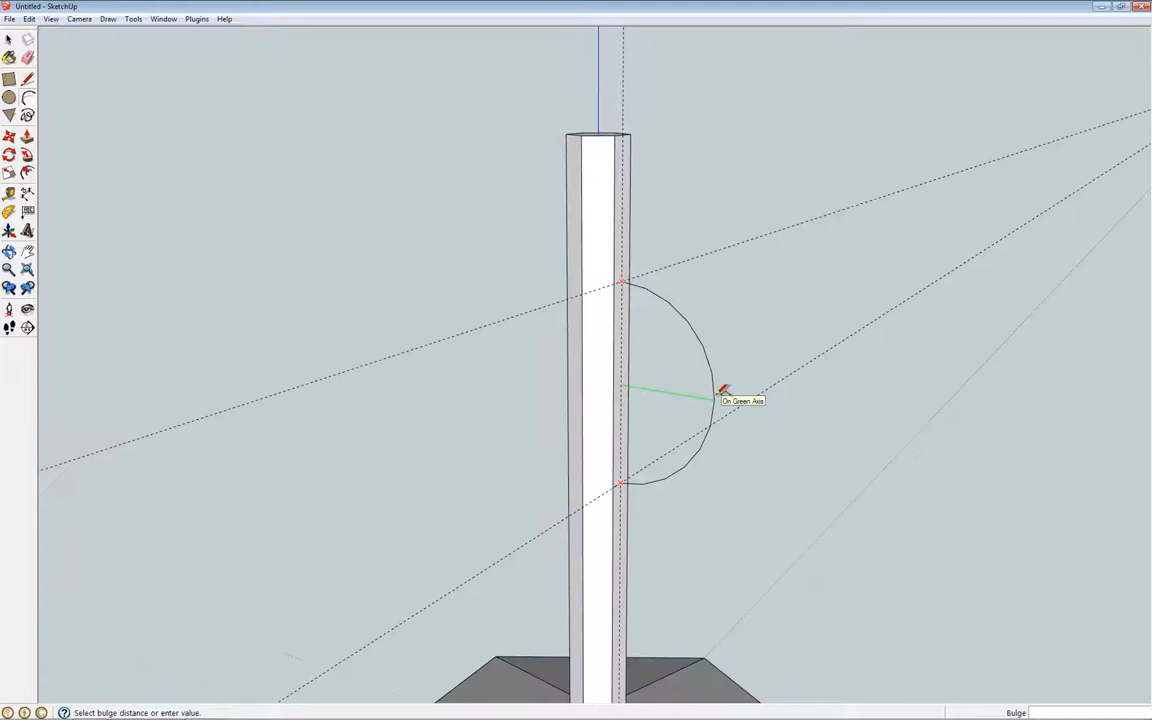 Untitled - SketchUp
File Edit View Camera Draw Tools Window Plugins Help
On Green Axis
Select bulge distance or enter value.
Bulge